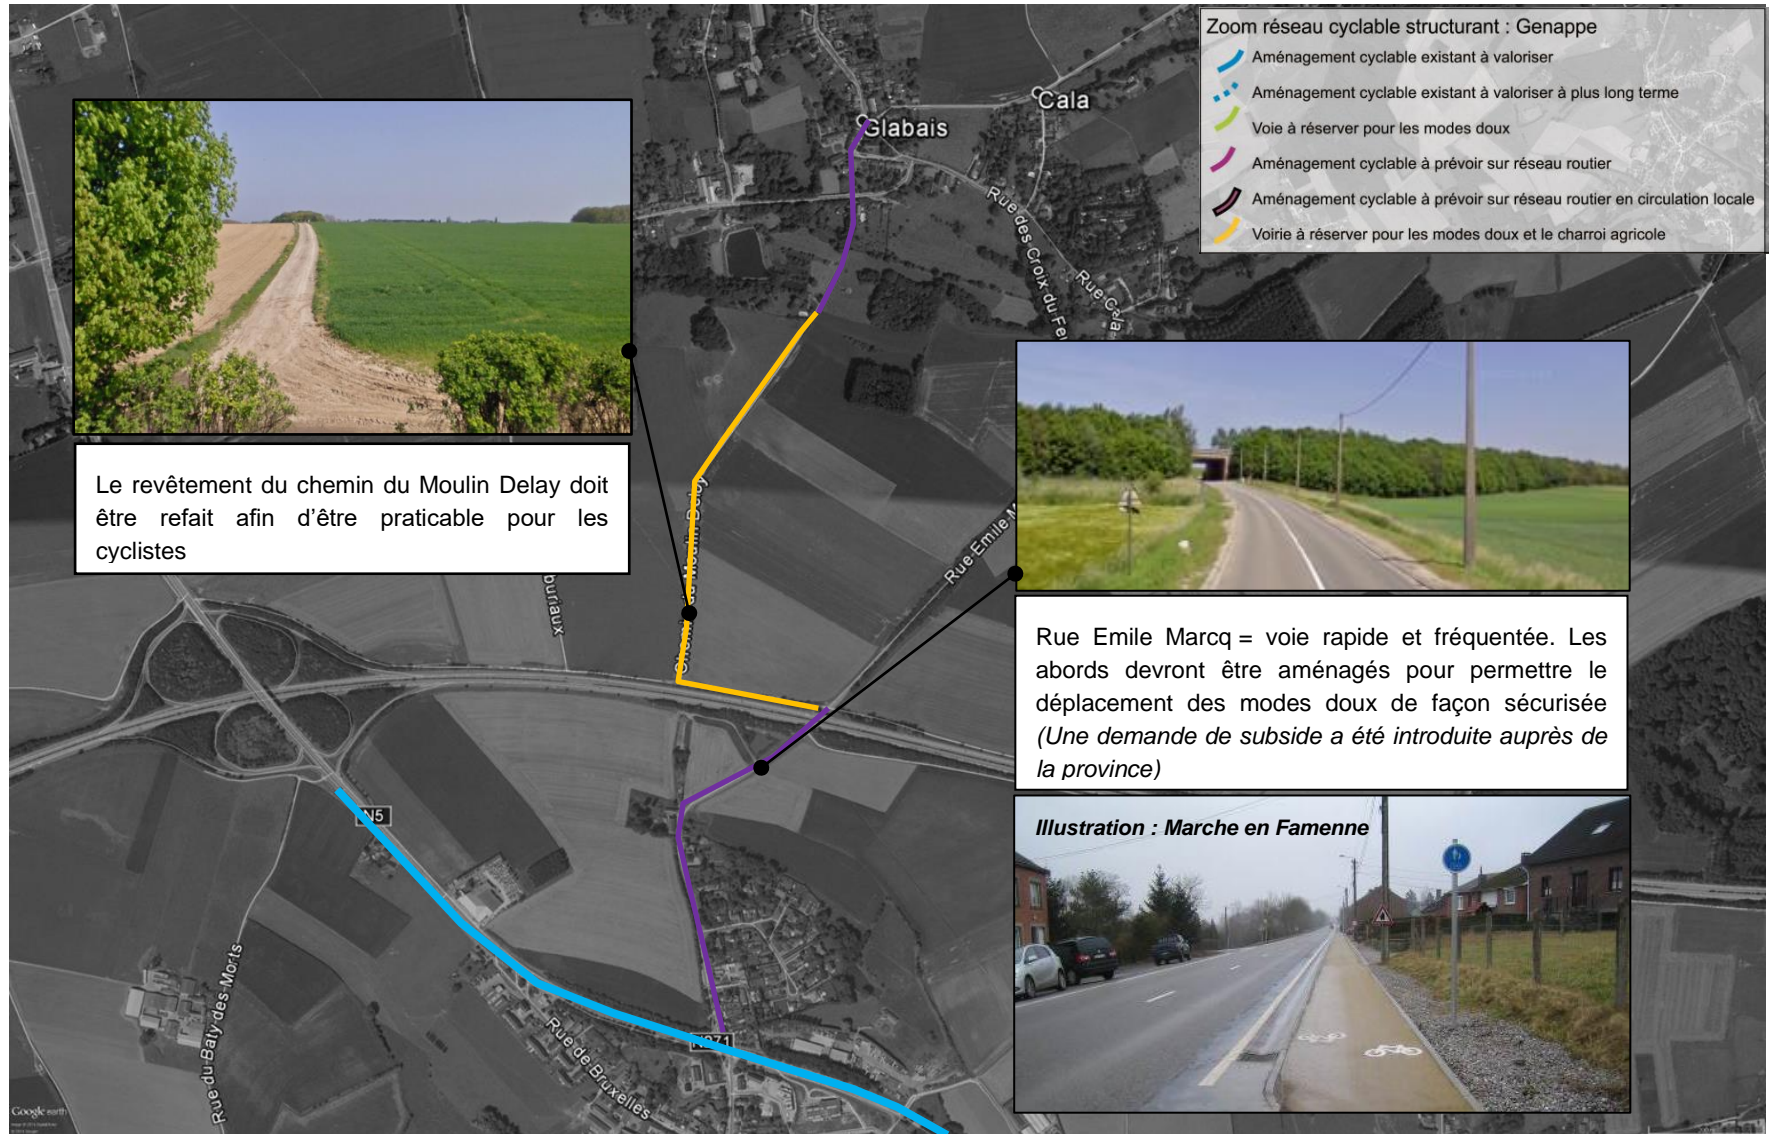 Zoom réseau cyclable structurant : Genappe
Aménagement cyclable existant à valoriser
Aménagement cyclable existant à valoriser à plus long terme
Voie à réserver pour les modes doux
Aménagement cyclable à prévoir sur réseau routier
Aménagement cyclable à prévoir sur réseau routier en circulation locale
Voirie à réserver pour les modes doux et le charroi agricole
Cala
Glabais
Rue des Croix du Fe
Rue Cala
Le revêtement du chemin du Moulin Delay doit
être refait afin d'être praticable pour les
cyclistes
Rue Emile M
buriaux
du Moulin Delay
Rue Emile Marcq = voie rapide et fréquentée. Les
abords devront être aménagés pour permettre le
déplacement des modes doux de façon sécurisée
(Une demande de subside a été introduite auprès de
la province)
N5
Illustration : Marche en Famenne
Rue du Baty des Morts
Rue de Bruxelles
N271
Google earth